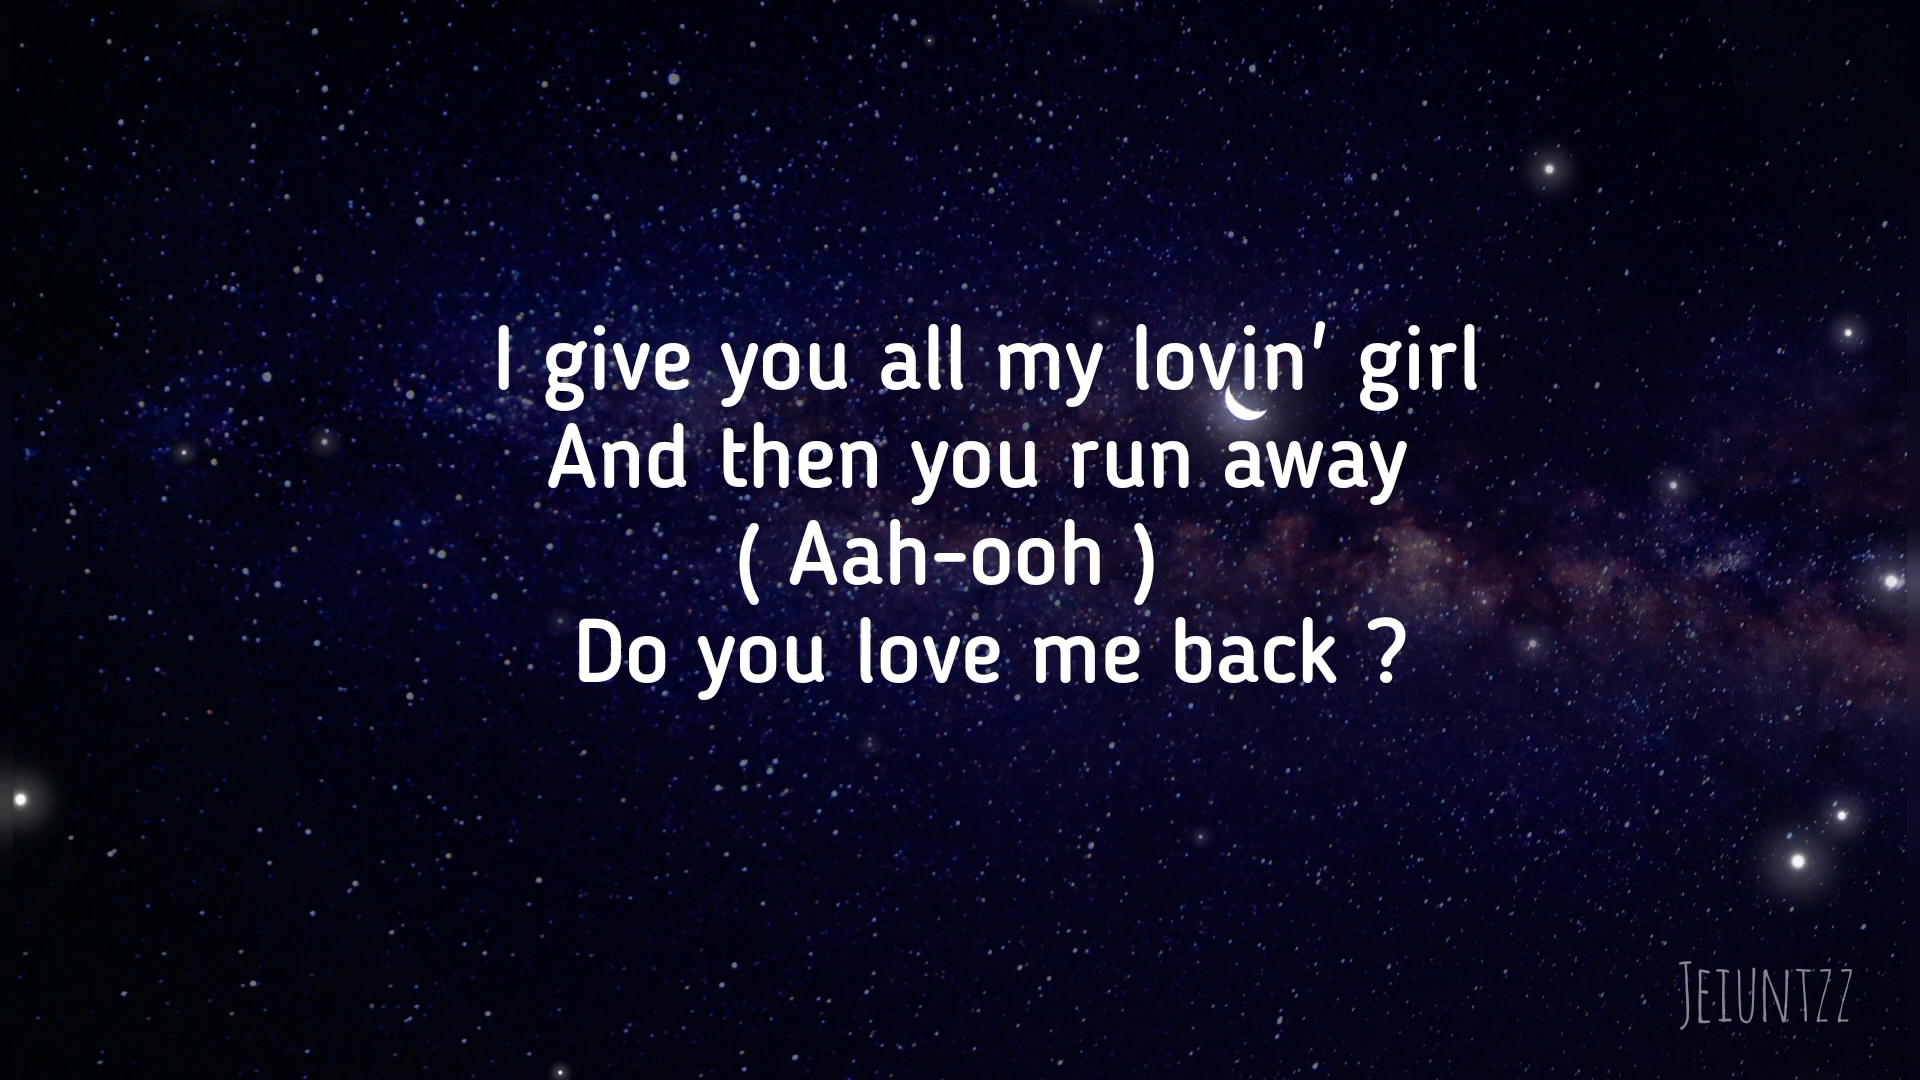 I give you all my lovin' girl
And then you run away
( Aah-ooh )
Do you love me back ?
Jeiuntzz